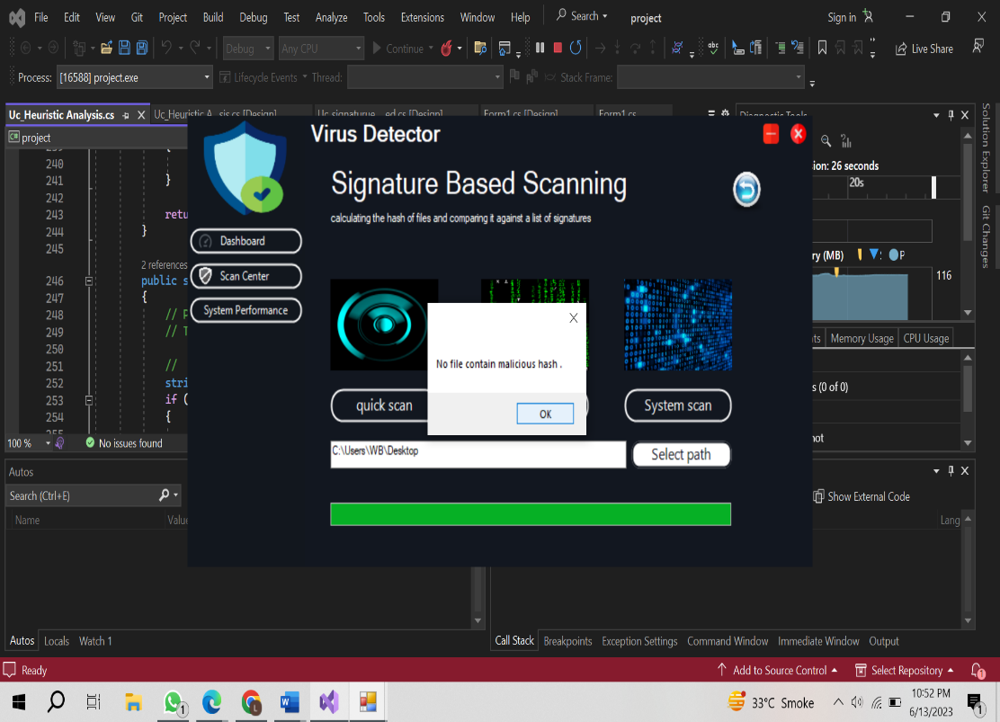 File Edit View Git Project Build Debug Test Analyze Tools Extensions Window Help Search project Sign in
Debug Any CPU Continue Live Share
Process: [16588] project.exe Lifecycle Events Thread: Stack Frame:
Uc_Heuristic Analysis.cs Uc_Heuristic A...sis.cs [Design] Form1.cs [Design] Form1.cs Diagnostic Tools
project
Virus Detector
Signature Based Scanning
calculating the hash of files and comparing it against a list of signatures
Dashboard
Scan Center
System Performance
240
241 }
242
243 retu
244 }
245
2 references
246 public s
247 {
248 // P
249 // T
250
251 //
252 stri
253 if (
254 {
255
100 % No issues found
No file contain malicious hash .
OK
quick scan System scan
C:\Users\WB\Desktop Select path
ion: 26 seconds
20s
ry (MB) P
116
ts Memory Usage CPU Usage
s (0 of 0)
hot
Solution Explorer
Git Changes
Autos
Search (Ctrl+E)
Name Value
Show External Code
Lang
Autos Locals Watch 1
Call Stack Breakpoints Exception Settings Command Window Immediate Window Output
Ready Add to Source Control Select Repository 1
1 L W 33°C Smoke 10:52 PM
6/13/2023 1